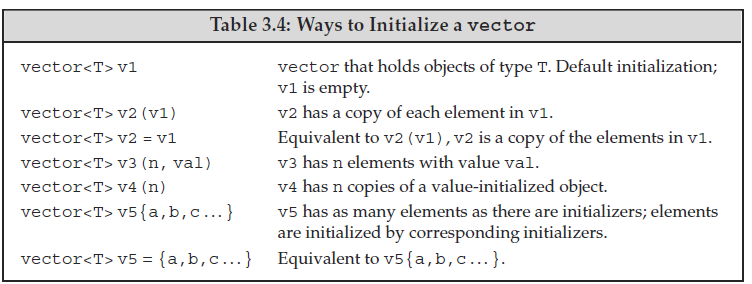 Table 3.4: Ways to Initialize a vector
vector<T> v1 vector that holds objects of type T. Default initialization;
v1 is empty.
vector<T> v2(v1) v2 has a copy of each element in v1.
vector<T> v2 = v1 Equivalent to v2(v1), v2 is a copy of the elements in v1.
vector<T> v3(n, val) v3 has n elements with value val.
vector<T> v4(n) v4 has n copies of a value-initialized object.
vector<T> v5{a,b,c...} v5 has as many elements as there are initializers; elements
are initialized by corresponding initializers.
vector<T> v5 = {a,b,c...} Equivalent to v5{a,b,c...}.